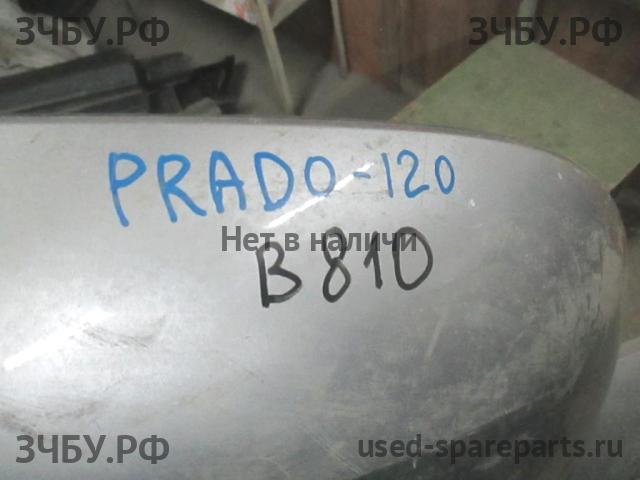 ЗЧБУ.РФ ЗЧБУ.РФ
PRADO-120
Нет в наличи
B810
ЗЧБУ.РФ used-spareparts.ru